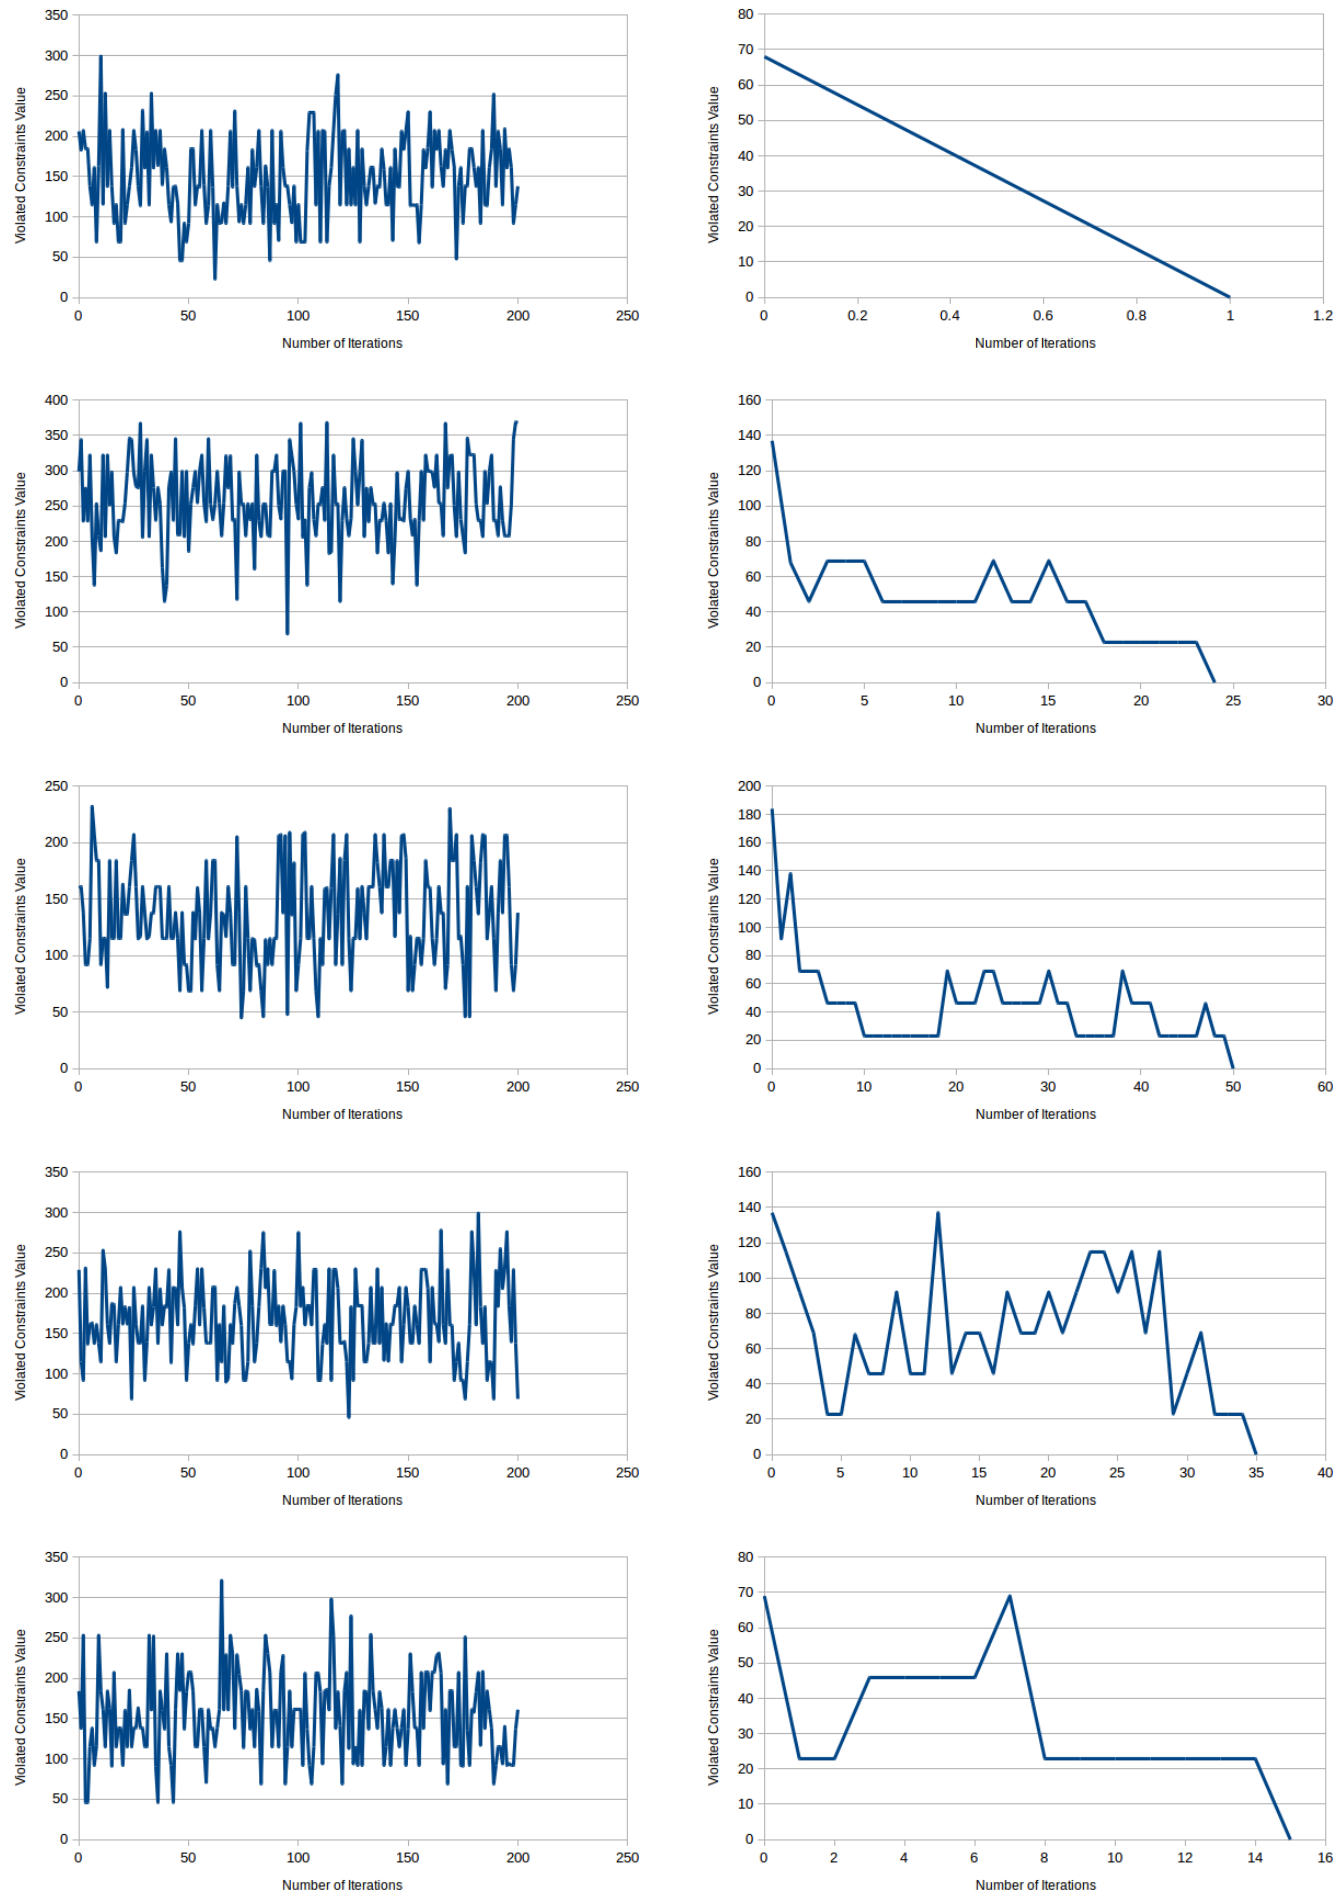 350
300
250
200
150
100
50
0
0 50 100 150 200 250
Violated Constraints Value
Number of Iterations
80
70
60
50
40
30
20
10
0
0 0.2 0.4 0.6 0.8 1 1.2
Violated Constraints Value
Number of Iterations
400
350
300
250
200
150
100
50
0
0 50 100 150 200 250
Violated Constraints Value
Number of Iterations
160
140
120
100
80
60
40
20
0
0 5 10 15 20 25 30
Violated Constraints Value
Number of Iterations
250
200
150
100
50
0
0 50 100 150 200 250
Violated Constraints Value
Number of Iterations
200
180
160
140
120
100
80
60
40
20
0
0 10 20 30 40 50 60
Violated Constraints Value
Number of Iterations
350
300
250
200
150
100
50
0
0 50 100 150 200 250
Violated Constraints Value
Number of Iterations
160
140
120
100
80
60
40
20
0
0 5 10 15 20 25 30 35 40
Violated Constraints Value
Number of Iterations
350
300
250
200
150
100
50
0
0 50 100 150 200 250
Violated Constraints Value
Number of Iterations
80
70
60
50
40
30
20
10
0
0 2 4 6 8 10 12 14 16
Violated Constraints Value
Number of Iterations